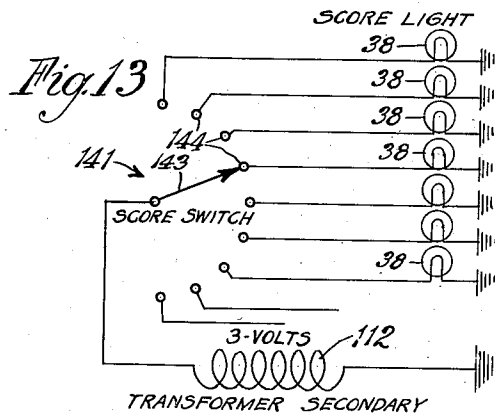 SCORE LIGHT
38
Fig.13
38
38
144
38
141
143
SCORE SWITCH
38
3-VOLTS
112
TRANSFORMER SECONDARY